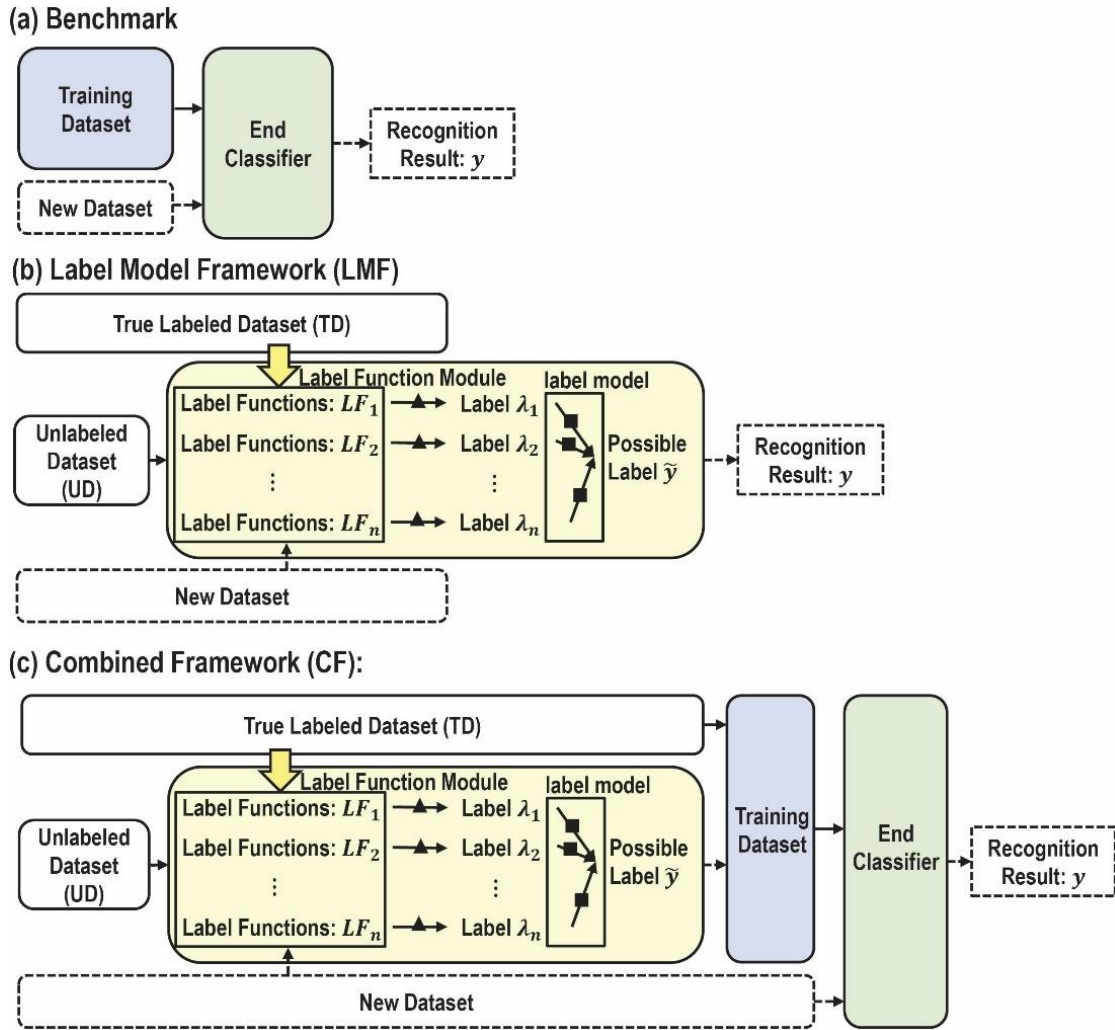 (a) Benchmark
Training
Dataset
End
Classifier
Recognition
Result: y
New Dataset
(b) Label Model Framework (LMF)
True Labeled Dataset (TD)
Label Function Module
label model
Unlabeled
Dataset
(UD)
Label Functions: LF₁
Label λ₁
Label Functions: LF₂
Label λ₂
⋮
⋮
Label Functions: LFₙ
Label λₙ
Possible
Label ỹ
Recognition
Result: y
New Dataset
(c) Combined Framework (CF):
True Labeled Dataset (TD)
Label Function Module
label model
Unlabeled
Dataset
(UD)
Label Functions: LF₁
Label λ₁
Label Functions: LF₂
Label λ₂
⋮
⋮
Label Functions: LFₙ
Label λₙ
Possible
Label ỹ
Training
Dataset
End
Classifier
Recognition
Result: y
New Dataset